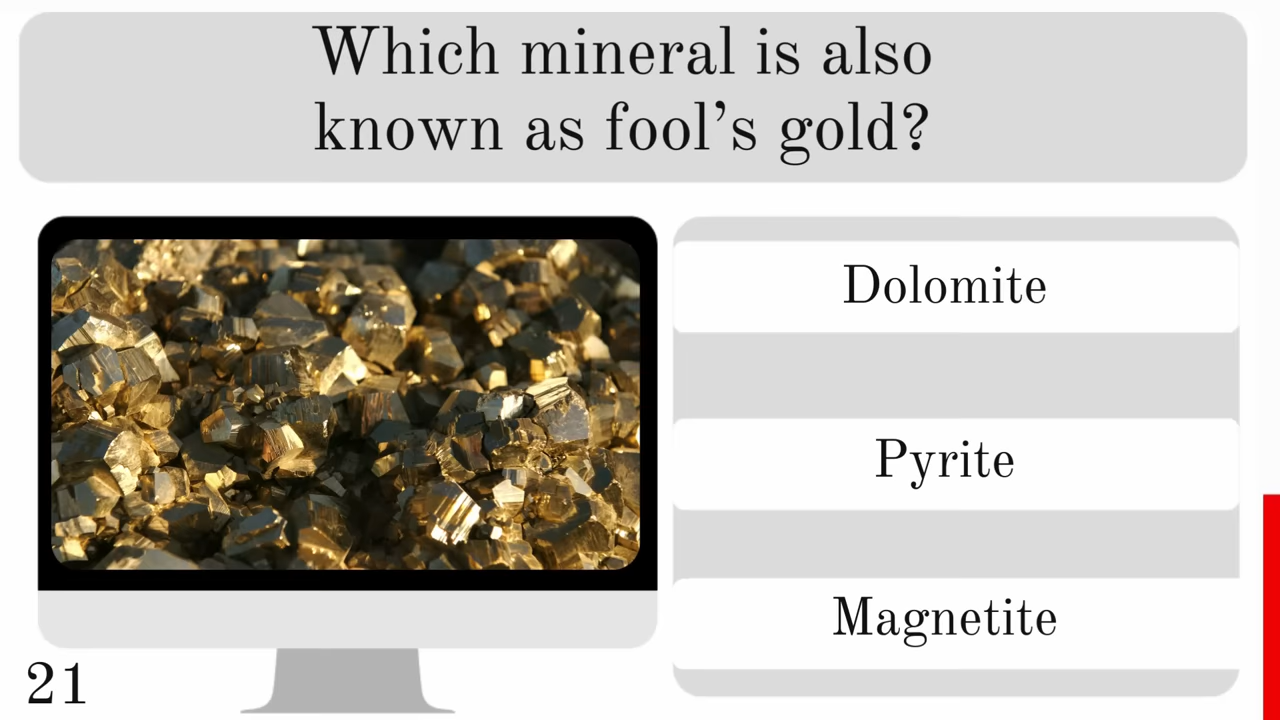 Which mineral is also
known as fool’s gold?
Dolomite
Pyrite
Magnetite
21